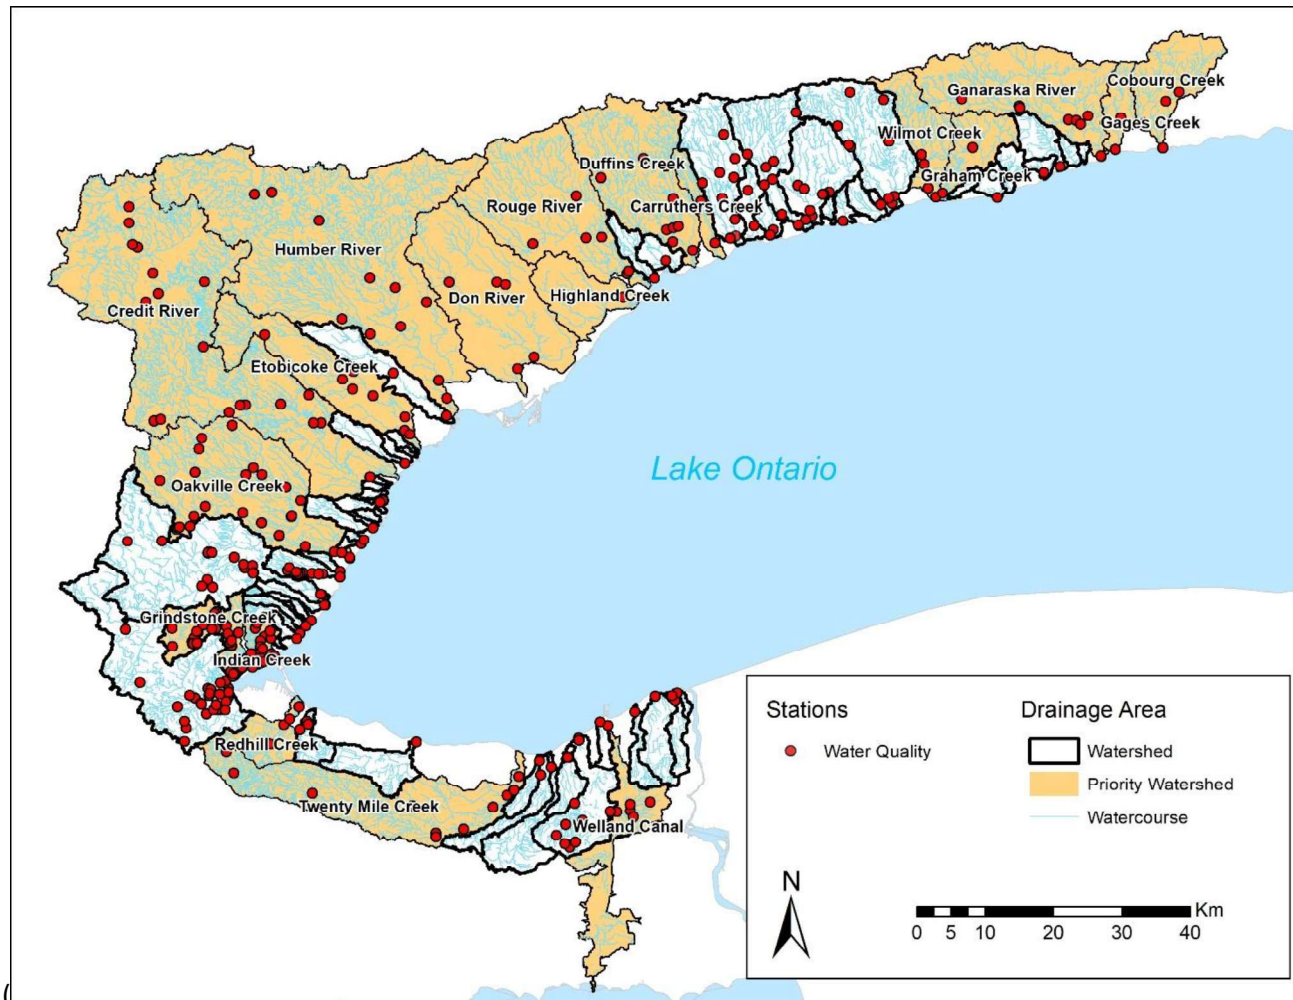 Cobourg Creek
Ganaraska River
Gages Creek
Wilmot Creek
Duffins Creek
Graham Creek
Rouge River
Carruthers Creek
Humber River
Don River
Highland Creek
Credit River
Etobicoke Creek
Lake Ontario
Oakville Creek
Grindstone Creek
Indian Creek
Redhill Creek
Twenty Mile Creek
Welland Canal
Stations
Water Quality
Drainage Area
Watershed
Priority Watershed
Watercourse
N
Km
0 5 10 20 30 40
(